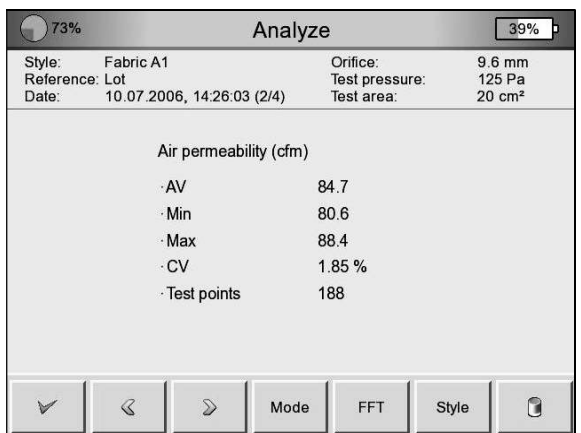 73% Analyze 39%
Style: Fabric A1 Orifice: 9.6 mm
Reference: Lot Test pressure: 125 Pa
Date: 10.07.2006, 14:26:03 (2/4) Test area: 20 cm²
Air permeability (cfm)
·AV 84.7
·Min 80.6
·Max 88.4
·CV 1.85 %
·Test points 188
Mode FFT Style